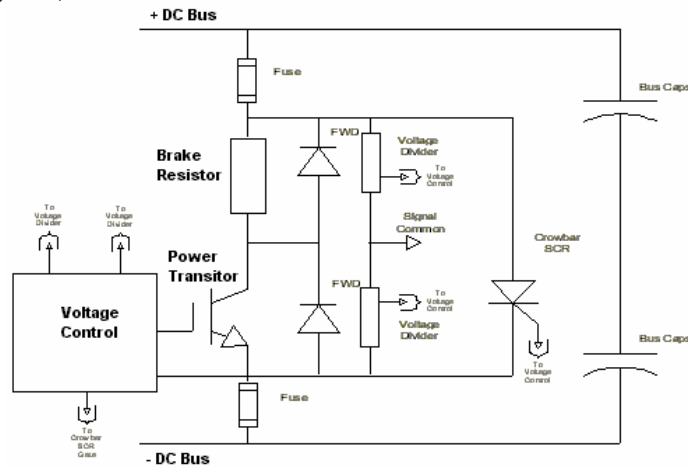 + DC Bus
Fuse
Bus Caps
FWD
Voltage
Divider
Brake
Resistor
To
Voltage
Control
To
Voltage
Divider
To
Voltage
Divider
Signal
Common
Crowbar
SCR
Power
Transitor
FWD
To
Voltage
Control
Voltage
Divider
Voltage
Control
Bus Caps
To
Voltage
Control
Fuse
To
Crowbar
SCR
- DC Bus